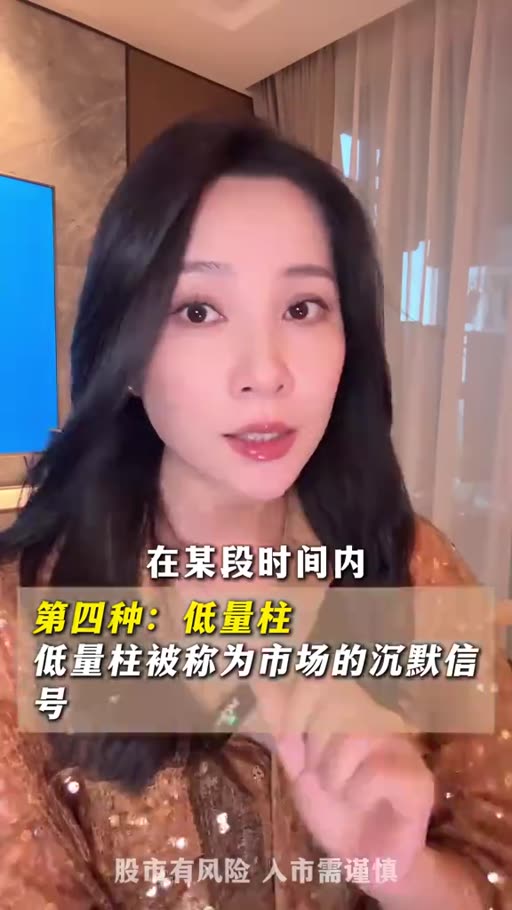 在某段时间内
第四种：低量柱
低量柱被称为市场的沉默信
号
股市有风险 入市需谨慎